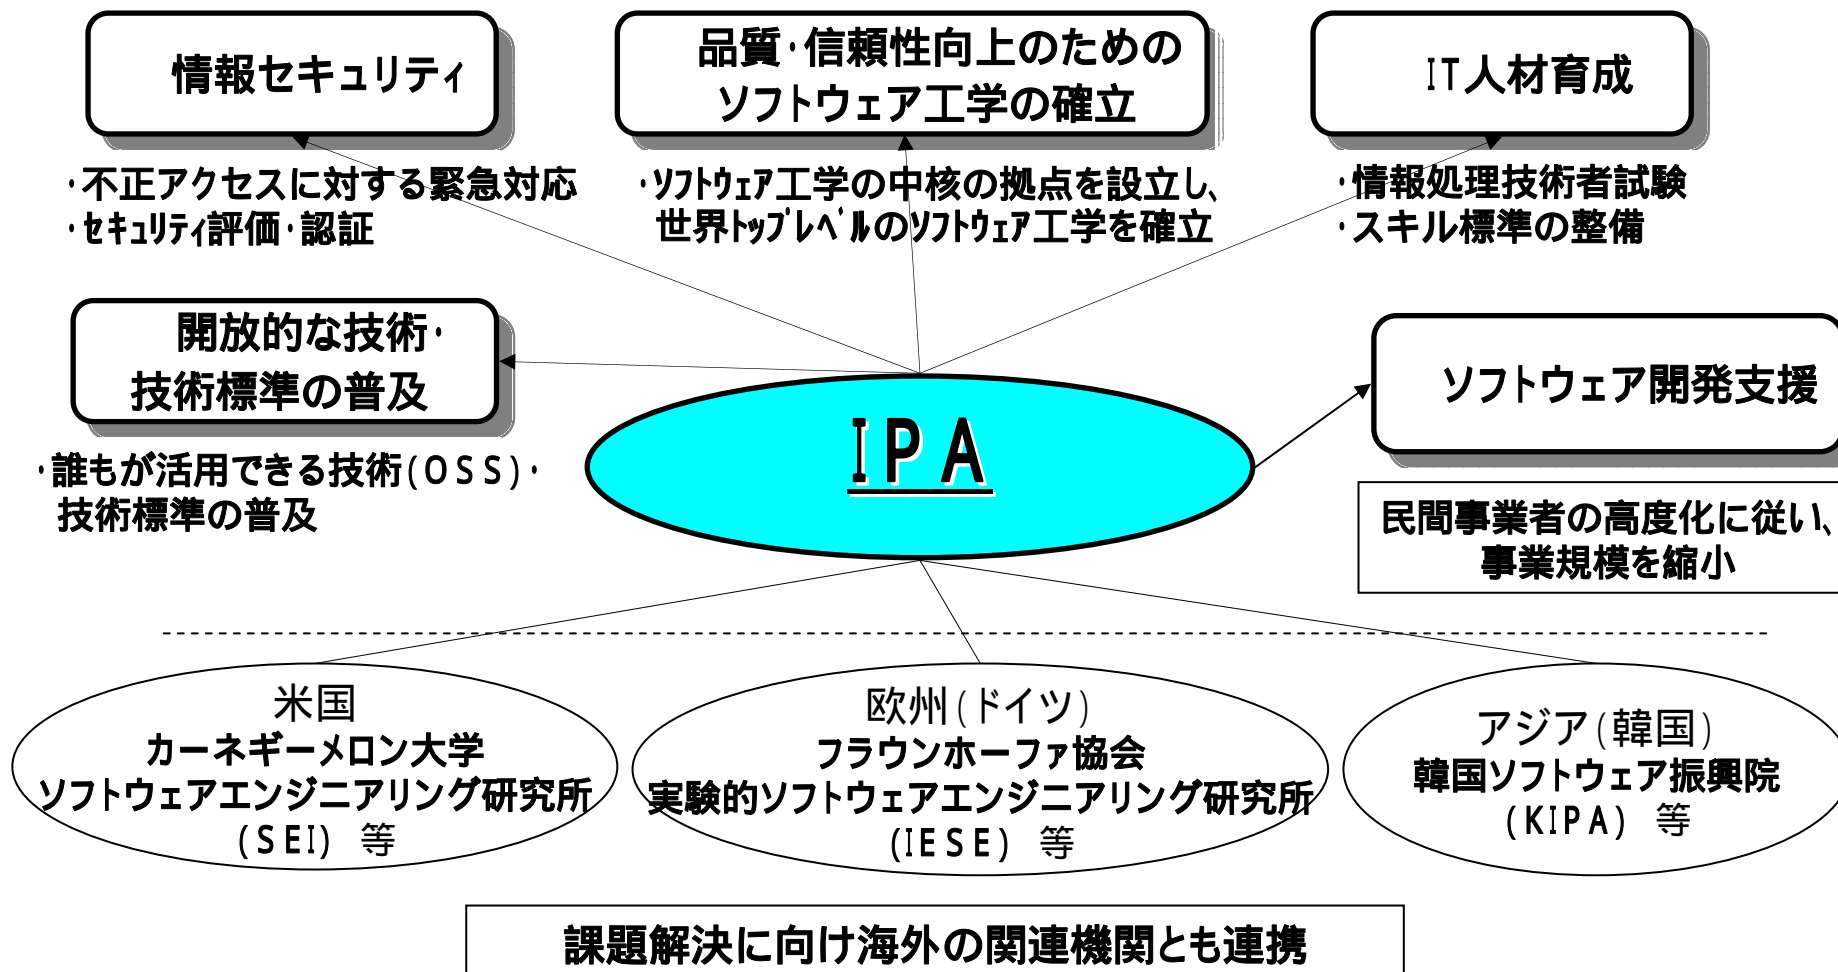 情報セキュリティ
品質・信頼性向上のための
ソフトウェア工学の確立
IT人材育成
・不正アクセスに対する緊急対応
・セキュリティ評価・認証
・ソフトウェア工学の中核の拠点を設立し、
世界トップレベルのソフトウェア工学を確立
・情報処理技術者試験
・スキル標準の整備
開放的な技術・
技術標準の普及
・誰もが活用できる技術(OSS)・
技術標準の普及
IPA
ソフトウェア開発支援
民間事業者の高度化に従い、
事業規模を縮小
米国
カーネギーメロン大学
ソフトウェアエンジニアリング研究所
(SEI) 等
欧州(ドイツ)
フラウンホーファ協会
実験的ソフトウェアエンジニアリング研究所
(IESE) 等
アジア(韓国)
韓国ソフトウェア振興院
(KIPA) 等
課題解決に向け海外の関連機関とも連携